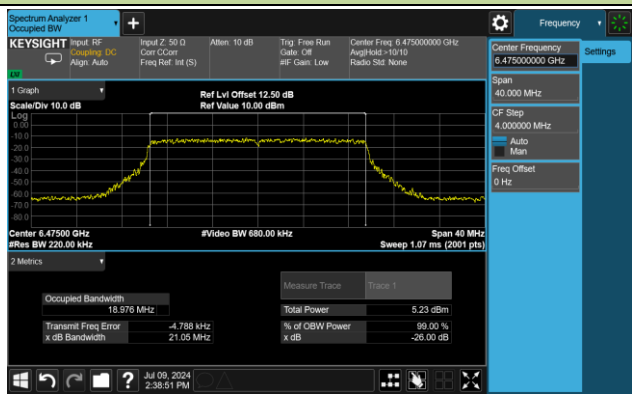 Spectrum Analyzer 1
Occupied BW
Frequency
KEYSIGHT Input: RF Input Z: 50 Ω Atten: 10 dB Trig: Free Run Center Freq: 6.475000000 GHz
Coupling: DC Corr CCorr Gate: Off Avg|Hold:>10/10
Align: Auto Freq Ref: Int (S) #IF Gain: Low Radio Std: None
Center Frequency
6.475000000 GHz
Settings
Span
40.000 MHz
CF Step
4.000000 MHz
Auto
Man
Freq Offset
0 Hz
1 Graph
Ref Lvl Offset 12.50 dB
Scale/Div 10.0 dB Ref Value 10.00 dBm
Log
0.00
-10.0
-20.0
-30.0
-40.0
-50.0
-60.0
-70.0
-80.0
Center 6.47500 GHz #Video BW 680.00 kHz Span 40 MHz
#Res BW 220.00 kHz Sweep 1.07 ms (2001 pts)
2 Metrics
Measure Trace Trace 1
Occupied Bandwidth
18.976 MHz
Total Power 5.23 dBm
Transmit Freq Error -4.788 kHz % of OBW Power 99.00 %
x dB Bandwidth 21.05 MHz x dB -26.00 dB
? Jul 09, 2024
2:38:51 PM